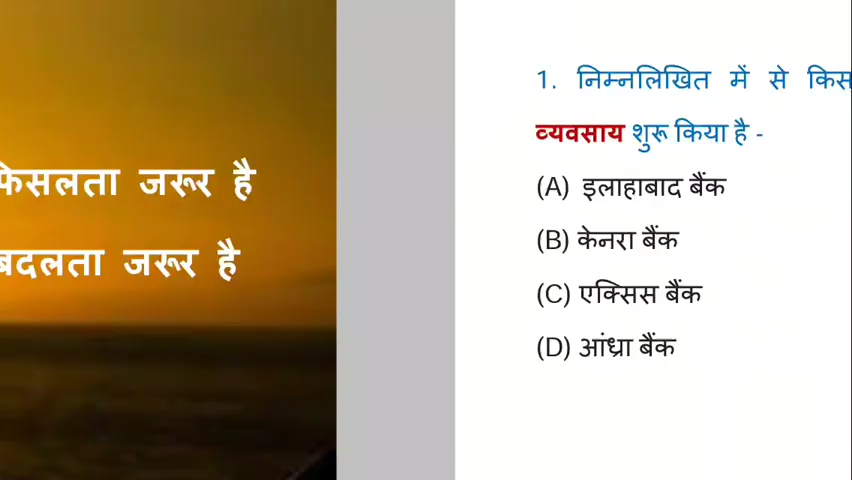 फिसलता जरूर है
बदलता जरूर है
1. निम्नलिखित में से किस
व्यवसाय शुरू किया है -
(A) इलाहाबाद बैंक
(B) केनरा बैंक
(C) एक्सिस बैंक
(D) आंध्रा बैंक